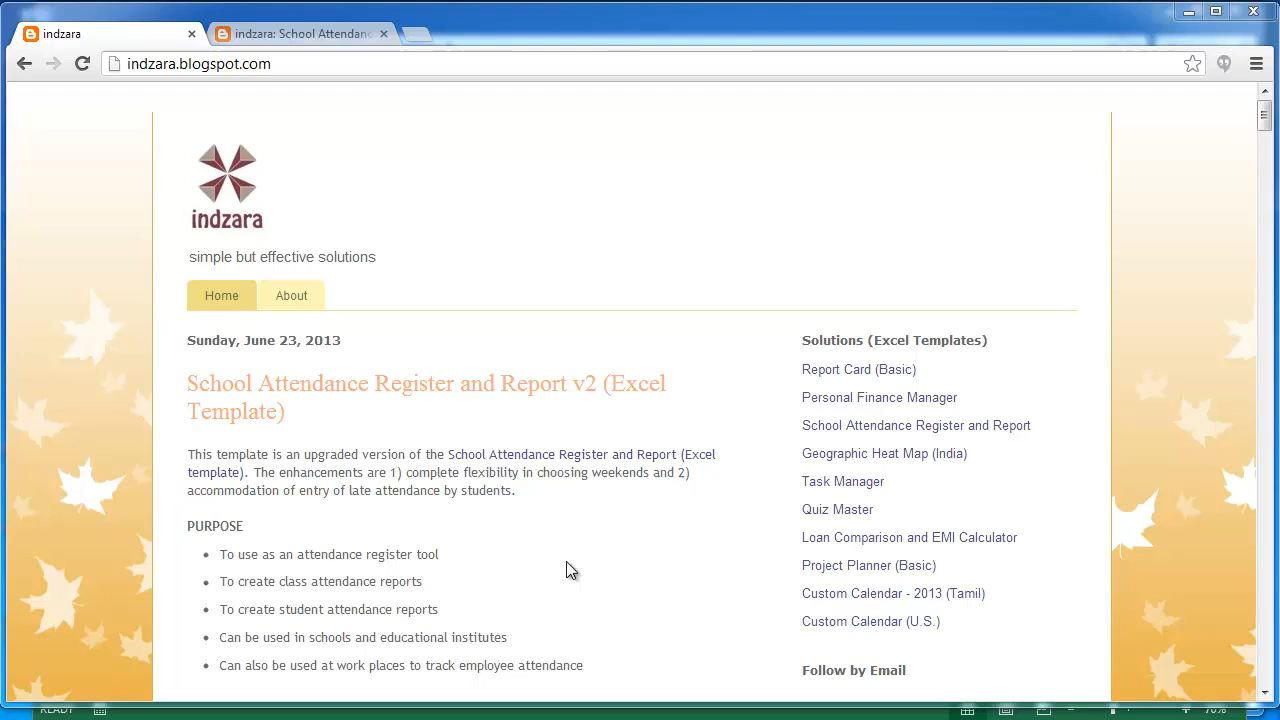 indzara
indzara: School Attendanc
indzara.blogspot.com
indzara
simple but effective solutions
Home
About
Sunday, June 23, 2013
School Attendance Register and Report v2 (Excel
Template)
This template is an upgraded version of the School Attendance Register and Report (Excel
template). The enhancements are 1) complete flexibility in choosing weekends and 2)
accommodation of entry of late attendance by students.
PURPOSE
To use as an attendance register tool
To create class attendance reports
To create student attendance reports
Can be used in schools and educational institutes
Can also be used at work places to track employee attendance
Solutions (Excel Templates)
Report Card (Basic)
Personal Finance Manager
School Attendance Register and Report
Geographic Heat Map (India)
Task Manager
Quiz Master
Loan Comparison and EMI Calculator
Project Planner (Basic)
Custom Calendar - 2013 (Tamil)
Custom Calendar (U.S.)
Follow by Email
READY
70%